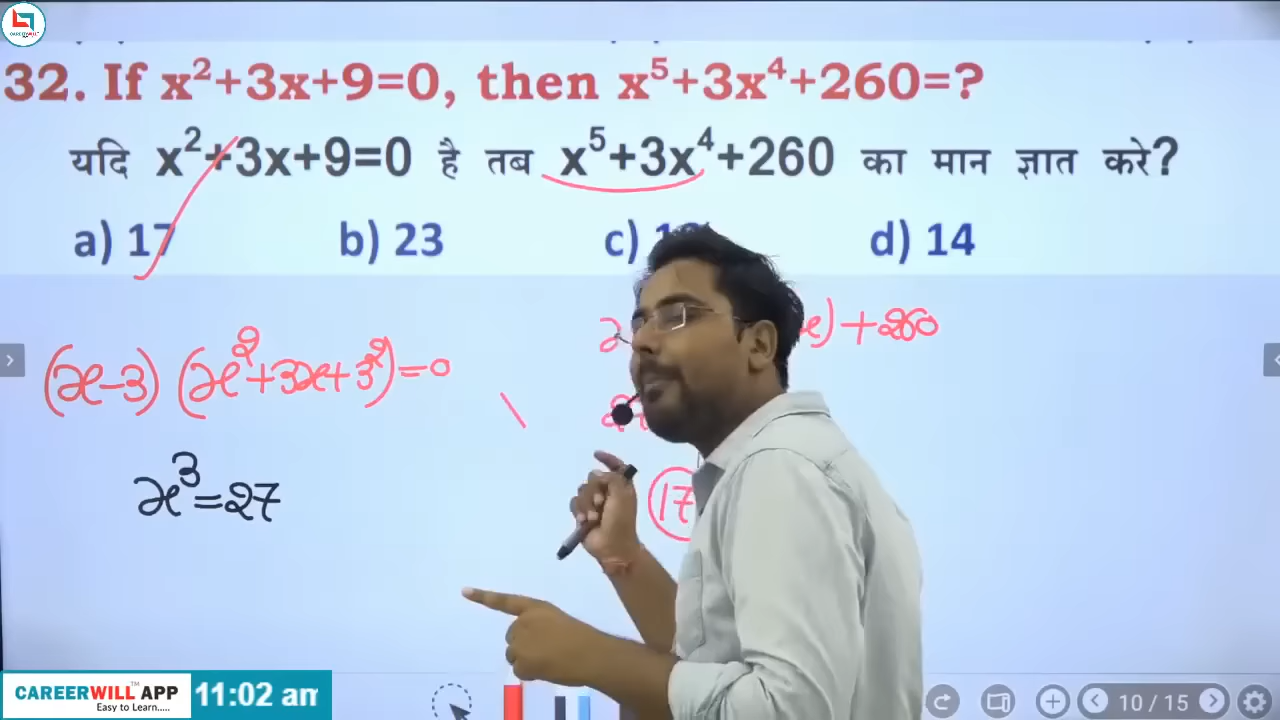 CAREERWILL
32. If x²+3x+9=0, then x⁵+3x⁴+260=?
यदि x²+3x+9=0 है तब x⁵+3x⁴+260 का मान ज्ञात करे?
a) 17 b) 23 c) d) 14
+260
(x-3) (x²+3x+3²)=0
x³=27
17
CAREERWILL™ APP
Easy to Learn.....
11:02 am
10 / 15